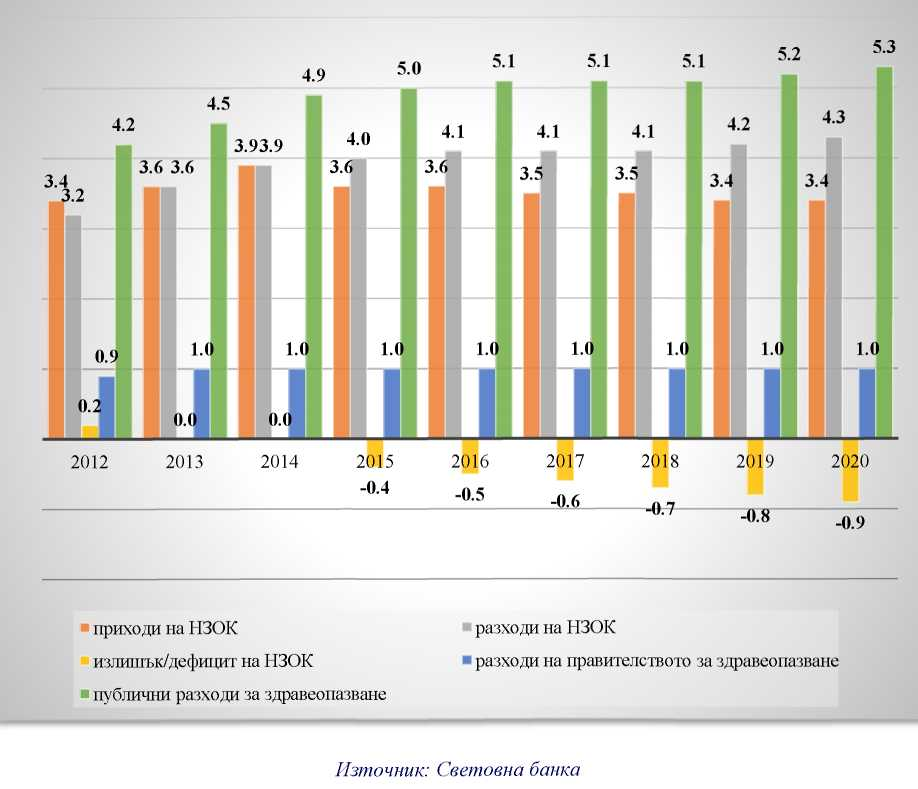 5.3
5.2
5.1 5.1 5.1
5.0
4.9
4.5
4.2
4.3
4.2
4.1 4.1 4.1
4.0
3.9 3.9
3.6 3.6 3.6 3.6
3.5 3.5
3.4 3.4 3.4
3.2
1.0 1.0 1.0 1.0 1.0 1.0 1.0 1.0
0.9
0.2 0.0 0.0
2012 2013 2014 2015 2016 2017 2018 2019 2020
-0.4 -0.5 -0.6 -0.7 -0.8 -0.9
приходи на НЗОК
разходи на НЗОК
излишък/дефицит на НЗОК
разходи на правителството за здравеопазване
публични разходи за здравеопазване
Източник: Световна банка